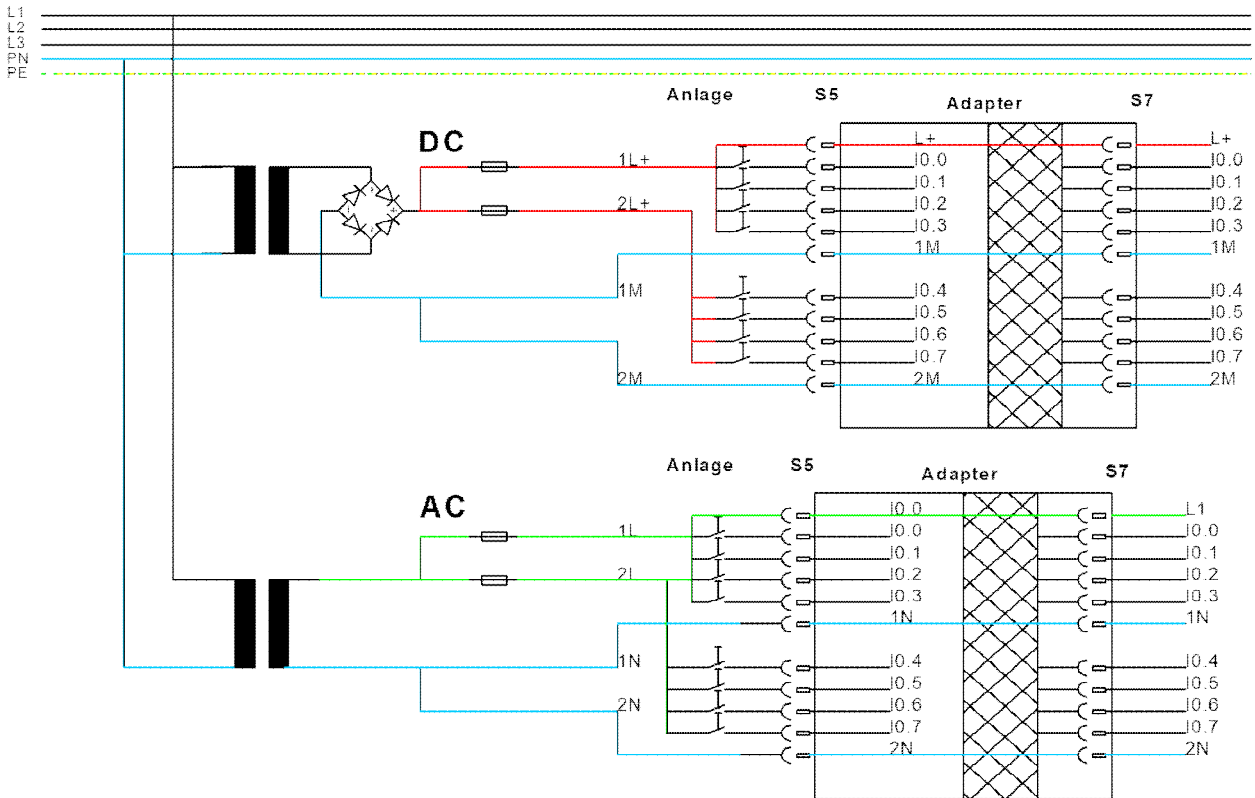 L1
L2
L3
PN
PE
Anlage S5 Adapter S7
DC
L+ L+
1L+ I0.0 I0.0
I0.1 I0.1
2L+ I0.2 I0.2
I0.3 I0.3
1M 1M
1M I0.4 I0.4
I0.5 I0.5
I0.6 I0.6
I0.7 I0.7
2M 2M 2M
Anlage S5 Adapter S7
AC
I0.0 L1
1L I0.0 I0.0
I0.1 I0.1
2L I0.2 I0.2
I0.3 I0.3
1N 1N
1N I0.4 I0.4
I0.5 I0.5
2N I0.6 I0.6
I0.7 I0.7
2N 2N